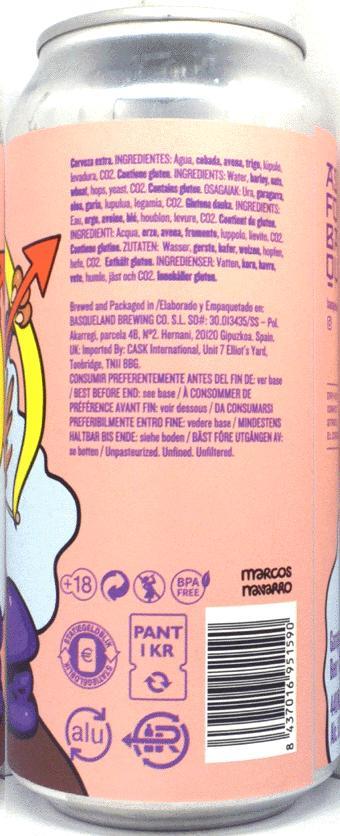 Cerveza extra. INGREDIENTES: Agua, cebada, avena, trigo, lúpulo,
levadura, CO2. Contiene gluten. INGREDIENTS: Water, barley, oats,
wheat, hops, yeast, CO2. Contains gluten. OSAGAIAK: Ura, garagarra,
oloa, garia, lupulua, legamia, CO2. Glutena dauka. INGREDIENTS:
Eau, orge, avoine, blé, houblon, levure, CO2. Contient du gluten.
INGREDIENTI: Acqua, orzo, avena, frumento, luppolo, lievito, CO2.
Contiene glutine. ZUTATEN: Wasser, gerste, hafer, weizen, hopfen,
hefe, CO2. Enthält gluten. INGREDIENSER: Vatten, korn, havre,
vete, humle, jäst och CO2. Innehåller gluten.
Brewed and Packaged in /Elaborado y Empaquetado en:
BASQUELAND BREWING CO. S.L. SO#: 30.013435/SS – Pol.
Akarregi, parcela 4B, Nº2. Hernani, 20120 Gipuzkoa. Spain.
UK: Imported By: CASK International, Unit 7 Elliot's Yard,
Tonbridge, TN11 BBG.
CONSUMIR PREFERENTEMENTE ANTES DEL FIN DE: ver base
/ BEST BEFORE END: see base / À CONSOMMER DE
PRÉFÉRENCE AVANT FIN: voir dessous / DA CONSUMARSI
PREFERIBILMENTE ENTRO FINE: vedere base / MINDESTENS
HALTBAR BIS ENDE: siehe boden / BÄST FÖRE UTGÅNGEN AV:
se botten / Unpasteurized. Unfined. Unfiltered.
+18
BPA
FREE
marcos
navarro
STATIEGELDBLIK
€
STATIEGELDBLIK
PANT
1 KR
alu
8 437016 951590